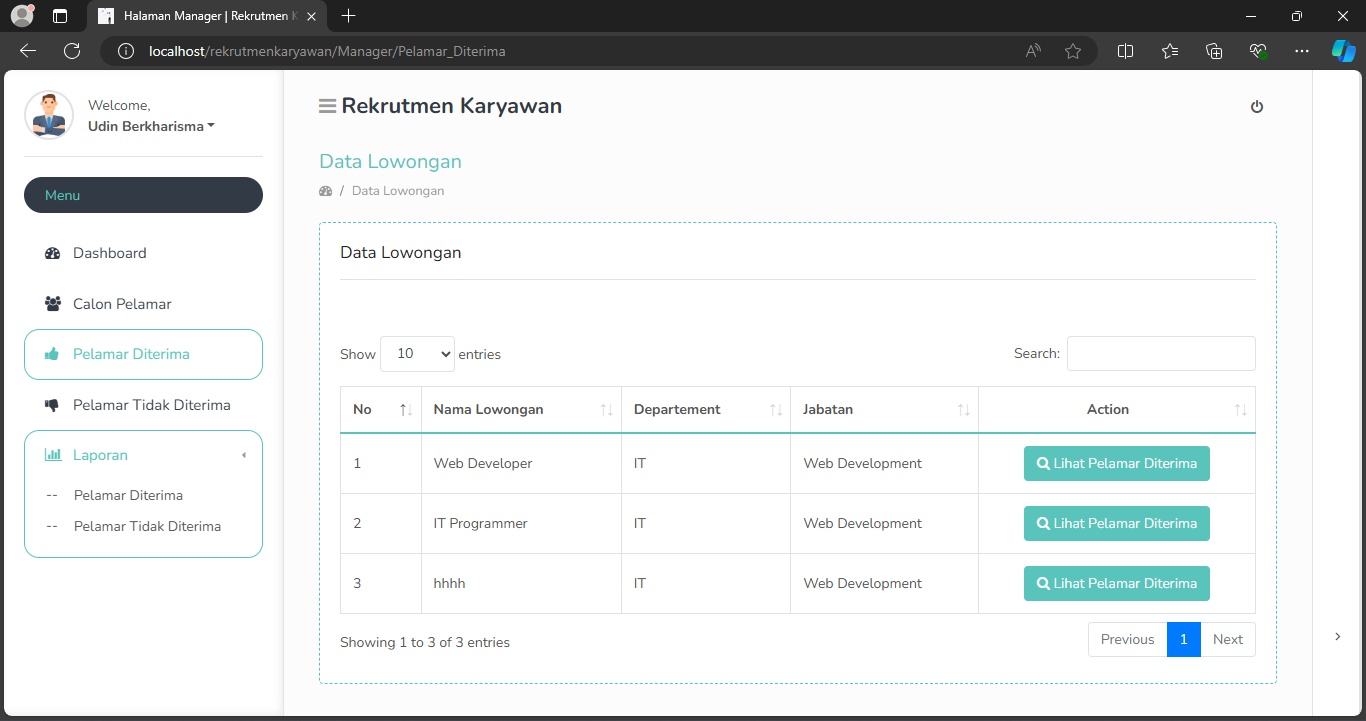 Halaman Manager | Rekrutmen K
localhost/rekrutmenkaryawan/Manager/Pelamar_Diterima
Welcome,
Udin Berkharisma
Menu
Dashboard
Calon Pelamar
Pelamar Diterima
Pelamar Tidak Diterima
Laporan
-- Pelamar Diterima
-- Pelamar Tidak Diterima
Rekrutmen Karyawan
Data Lowongan
/ Data Lowongan
Data Lowongan
Show 10 entries Search:
No Nama Lowongan Departement Jabatan Action
1 Web Developer IT Web Development Lihat Pelamar Diterima
2 IT Programmer IT Web Development Lihat Pelamar Diterima
3 hhhh IT Web Development Lihat Pelamar Diterima
Showing 1 to 3 of 3 entries Previous 1 Next